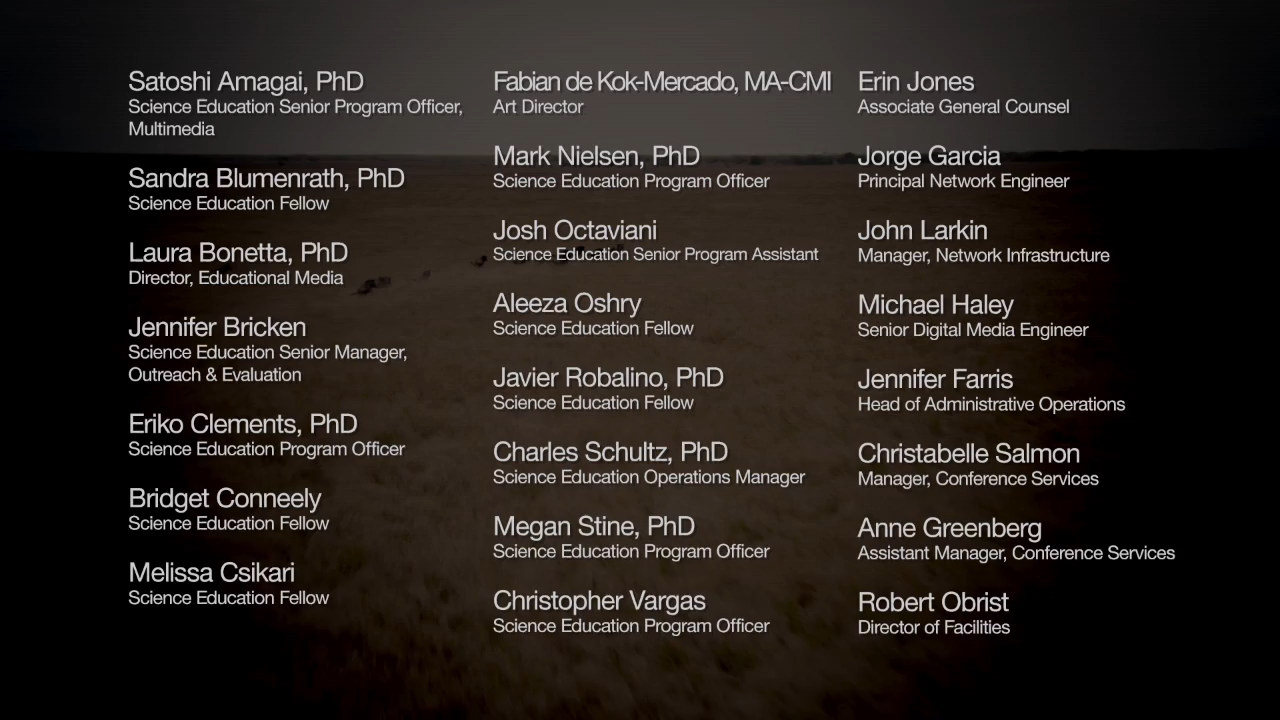 Satoshi Amagai, PhD
Science Education Senior Program Officer,
Multimedia
Sandra Blumenrath, PhD
Science Education Fellow
Laura Bonetta, PhD
Director, Educational Media
Jennifer Bricken
Science Education Senior Manager,
Outreach & Evaluation
Eriko Clements, PhD
Science Education Program Officer
Bridget Conneely
Science Education Fellow
Melissa Csikari
Science Education Fellow
Fabian de Kok-Mercado, MA-CMI
Art Director
Mark Nielsen, PhD
Science Education Program Officer
Josh Octaviani
Science Education Senior Program Assistant
Aleeza Oshry
Science Education Fellow
Javier Robalino, PhD
Science Education Fellow
Charles Schultz, PhD
Science Education Operations Manager
Megan Stine, PhD
Science Education Program Officer
Christopher Vargas
Science Education Program Officer
Erin Jones
Associate General Counsel
Jorge Garcia
Principal Network Engineer
John Larkin
Manager, Network Infrastructure
Michael Haley
Senior Digital Media Engineer
Jennifer Farris
Head of Administrative Operations
Christabelle Salmon
Manager, Conference Services
Anne Greenberg
Assistant Manager, Conference Services
Robert Obrist
Director of Facilities